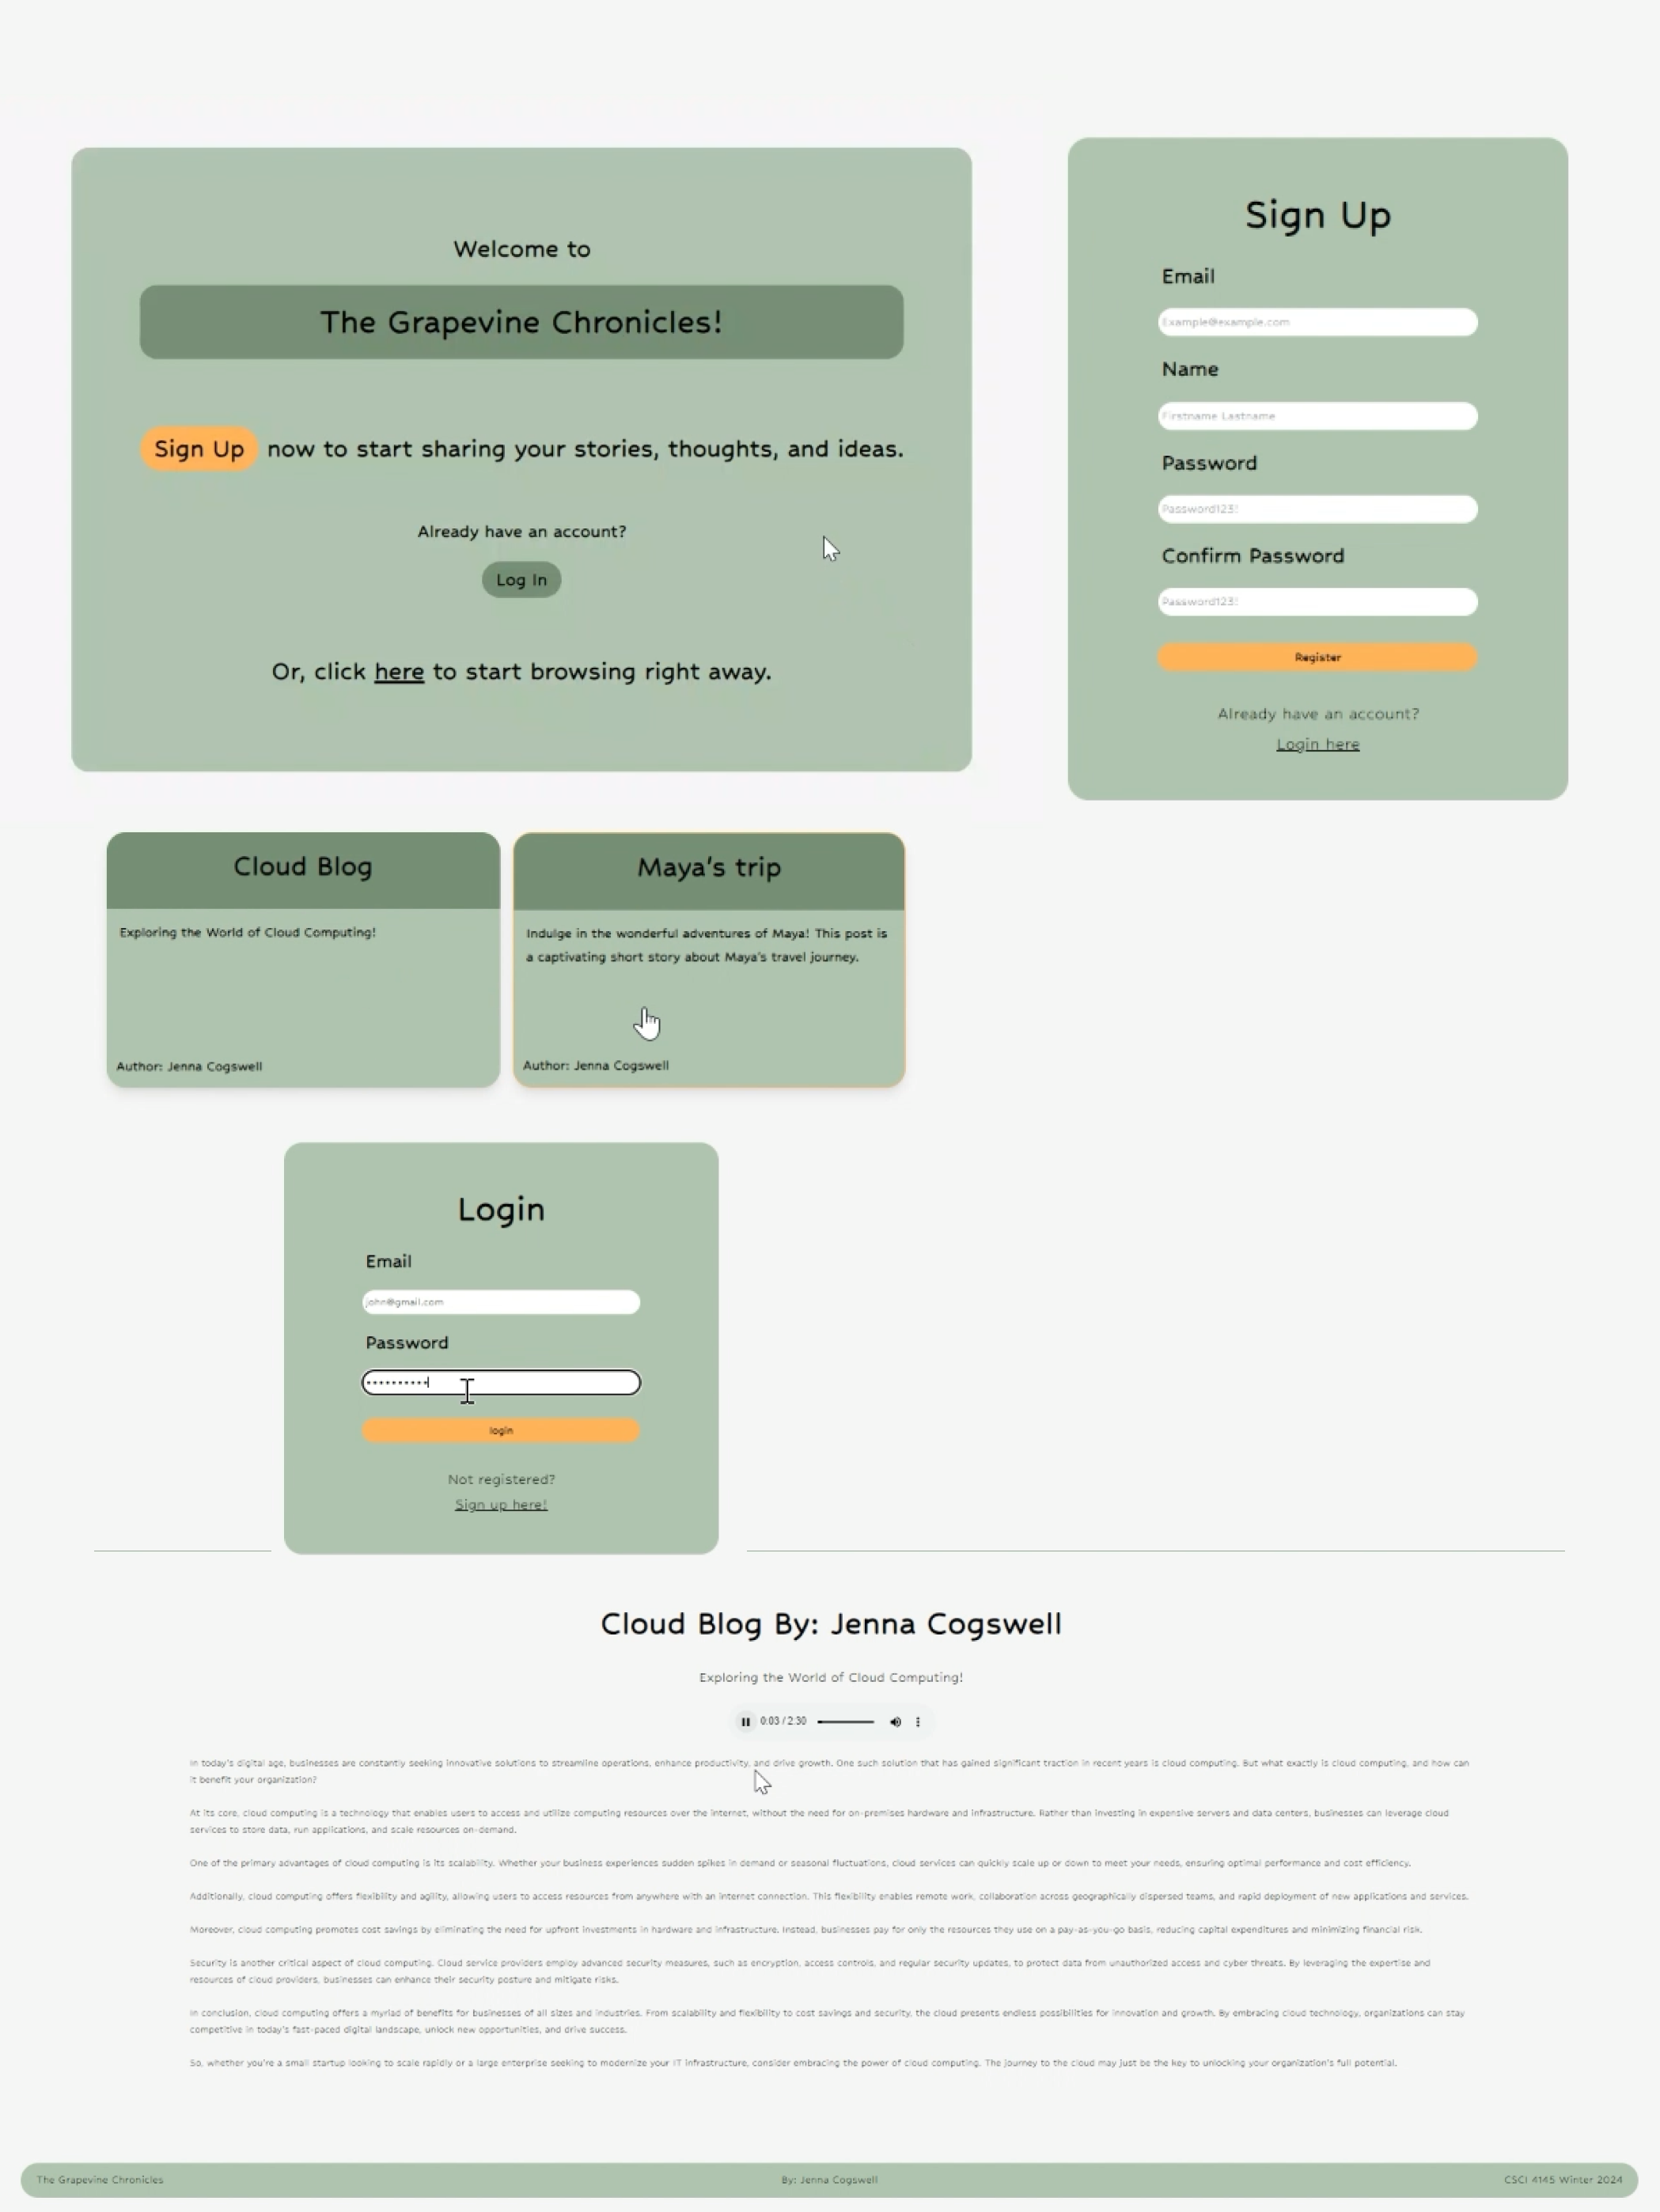 Welcome to
The Grapevine Chronicles!
Sign Up now to start sharing your stories, thoughts, and ideas.
Already have an account?
Log In
Or, click here to start browsing right away.
Sign Up
Email
Example@example.com
Name
Firstname Lastname
Password
Password123!
Confirm Password
Password123!
Register
Already have an account?
Login here
Cloud Blog
Exploring the World of Cloud Computing!
Author: Jenna Cogswell
Maya's trip
Indulge in the wonderful adventures of Maya! This post is
a captivating short story about Maya's travel journey.
Author: Jenna Cogswell
Login
Email
john@gmail.com
Password
login
Not registered?
Sign up here!
Cloud Blog By: Jenna Cogswell
Exploring the World of Cloud Computing!
0:03 / 2:30
In today's digital age, businesses are constantly seeking innovative solutions to streamline operations, enhance productivity, and drive growth. One such solution that has gained significant traction in recent years is cloud computing. But what exactly is cloud computing, and how can
it benefit your organization?
At its core, cloud computing is a technology that enables users to access and utilize computing resources over the internet, without the need for on-premises hardware and infrastructure. Rather than investing in expensive servers and data centers, businesses can leverage cloud
services to store data, run applications, and scale resources on-demand.
One of the primary advantages of cloud computing is its scalability. Whether your business experiences sudden spikes in demand or seasonal fluctuations, cloud services can quickly scale up or down to meet your needs, ensuring optimal performance and cost efficiency.
Additionally, cloud computing offers flexibility and agility, allowing users to access resources from anywhere with an internet connection. This flexibility enables remote work, collaboration across geographically dispersed teams, and rapid deployment of new applications and services.
Moreover, cloud computing promotes cost savings by eliminating the need for upfront investments in hardware and infrastructure. Instead, businesses pay for only the resources they use on a pay-as-you-go basis, reducing capital expenditures and minimizing financial risk.
Security is another critical aspect of cloud computing. Cloud service providers employ advanced security measures, such as encryption, access controls, and regular security updates, to protect data from unauthorized access and cyber threats. By leveraging the expertise and
resources of cloud providers, businesses can enhance their security posture and mitigate risks.
In conclusion, cloud computing offers a myriad of benefits for businesses of all sizes and industries. From scalability and flexibility to cost savings and security, the cloud presents endless possibilities for innovation and growth. By embracing cloud technology, organizations can stay
competitive in today's fast-paced digital landscape, unlock new opportunities, and drive success.
So, whether you're a small startup looking to scale rapidly or a large enterprise seeking to modernize your IT infrastructure, consider embracing the power of cloud computing. The journey to the cloud may just be the key to unlocking your organization's full potential.
The Grapevine Chronicles
By: Jenna Cogswell
CSCI 4145 Winter 2024